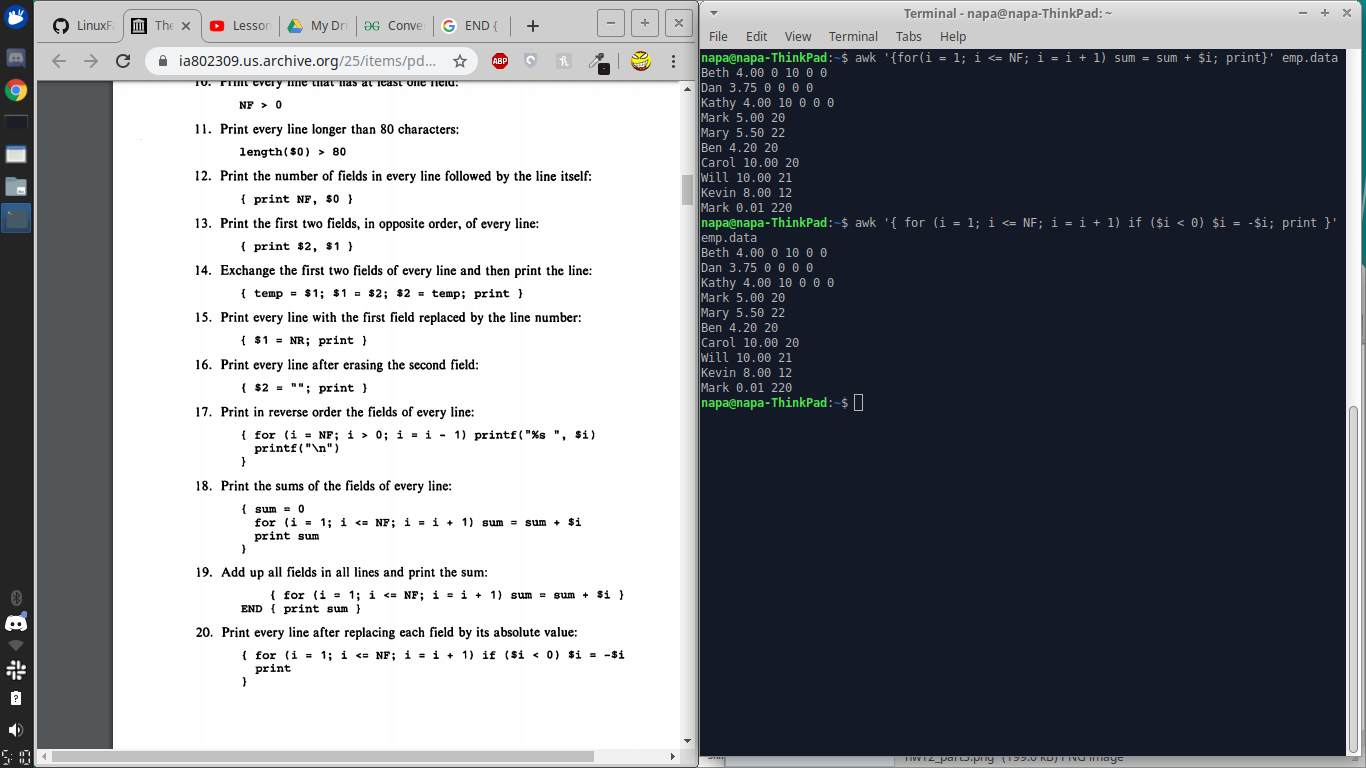 LinuxFa
The
Lesson
My Dri
Conve
END {
ia802309.us.archive.org/25/items/pd...
ABP
10. Print every line that has at least one field:
NF > 0
11. Print every line longer than 80 characters:
length($0) > 80
12. Print the number of fields in every line followed by the line itself:
{ print NF, $0 }
13. Print the first two fields, in opposite order, of every line:
{ print $2, $1 }
14. Exchange the first two fields of every line and then print the line:
{ temp = $1; $1 = $2; $2 = temp; print }
15. Print every line with the first field replaced by the line number:
{ $1 = NR; print }
16. Print every line after erasing the second field:
{ $2 = ""; print }
17. Print in reverse order the fields of every line:
{ for (i = NF; i > 0; i = i - 1) printf("%s ", $i)
printf("\n")
}
18. Print the sums of the fields of every line:
{ sum = 0
for (i = 1; i <= NF; i = i + 1) sum = sum + $i
print sum
}
19. Add up all fields in all lines and print the sum:
{ for (i = 1; i <= NF; i = i + 1) sum = sum + $i }
END { print sum }
20. Print every line after replacing each field by its absolute value:
{ for (i = 1; i <= NF; i = i + 1) if ($i < 0) $i = -$i
print
}
Terminal - napa@napa-ThinkPad: ~
File Edit View Terminal Tabs Help
napa@napa-ThinkPad:~$ awk '{for(i = 1; i <= NF; i = i + 1) sum = sum + $i; print}' emp.data
Beth 4.00 0 10 0 0
Dan 3.75 0 0 0 0
Kathy 4.00 10 0 0 0
Mark 5.00 20
Mary 5.50 22
Ben 4.20 20
Carol 10.00 20
Will 10.00 21
Kevin 8.00 12
Mark 0.01 220
napa@napa-ThinkPad:~$ awk '{ for (i = 1; i <= NF; i = i + 1) if ($i < 0) $i = -$i; print }'
emp.data
Beth 4.00 0 10 0 0
Dan 3.75 0 0 0 0
Kathy 4.00 10 0 0 0
Mark 5.00 20
Mary 5.50 22
Ben 4.20 20
Carol 10.00 20
Will 10.00 21
Kevin 8.00 12
Mark 0.01 220
napa@napa-ThinkPad:~$